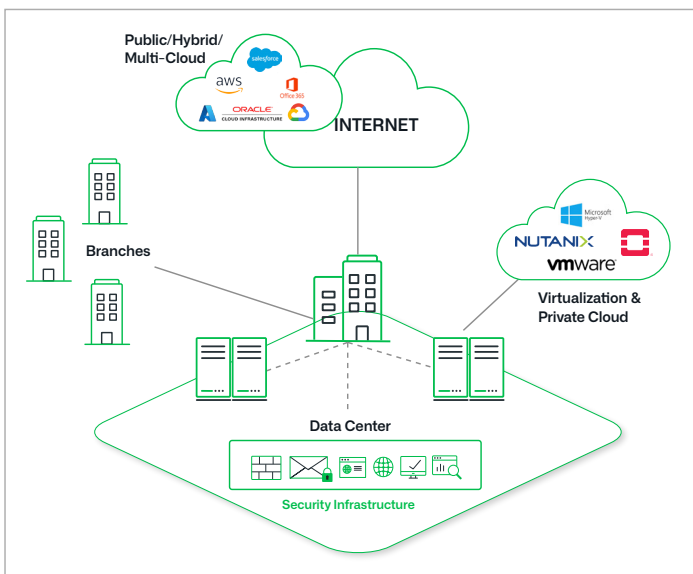 Public/Hybrid/
Multi-Cloud
salesforce
aws
Office 365
ORACLE
CLOUD INFRASTRUCTURE
INTERNET
Branches
Microsoft
Hyper-V
NUTANIX
vmware
Virtualization &
Private Cloud
Data Center
Security Infrastructure